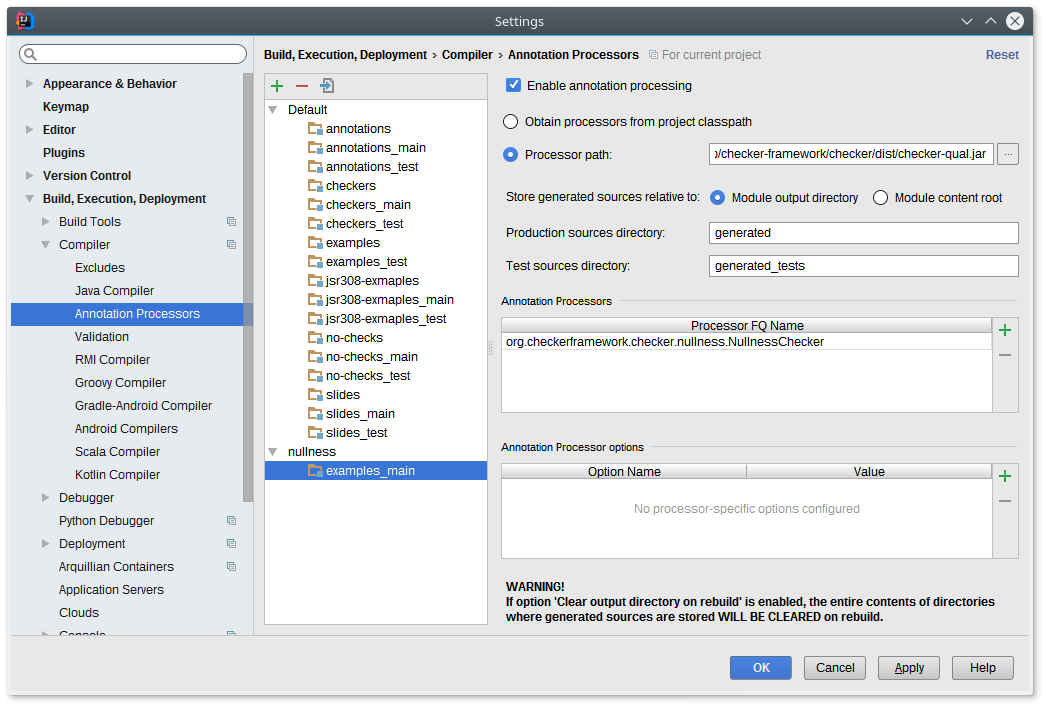 Settings
Build, Execution, Deployment › Compiler › Annotation Processors For current project Reset
Appearance & Behavior
Keymap
Editor
Plugins
Version Control
Build, Execution, Deployment
Build Tools
Compiler
Excludes
Java Compiler
Annotation Processors
Validation
RMI Compiler
Groovy Compiler
Gradle-Android Compiler
Android Compilers
Scala Compiler
Kotlin Compiler
Debugger
Python Debugger
Deployment
Arquillian Containers
Application Servers
Clouds
Console
Default
annotations
annotations_main
annotations_test
checkers
checkers_main
checkers_test
examples
examples_test
jsr308-exmaples
jsr308-exmaples_main
jsr308-exmaples_test
no-checks
no-checks_main
no-checks_test
slides
slides_main
slides_test
nullness
examples_main
Enable annotation processing
Obtain processors from project classpath
Processor path: ɔ/checker-framework/checker/dist/checker-qual.jar ...
Store generated sources relative to: Module output directory Module content root
Production sources directory: generated
Test sources directory: generated_tests
Annotation Processors
Processor FQ Name
org.checkerframework.checker.nullness.NullnessChecker
Annotation Processor options
Option Name Value
No processor-specific options configured
WARNING!
If option 'Clear output directory on rebuild' is enabled, the entire contents of directories
where generated sources are stored WILL BE CLEARED on rebuild.
OK Cancel Apply Help